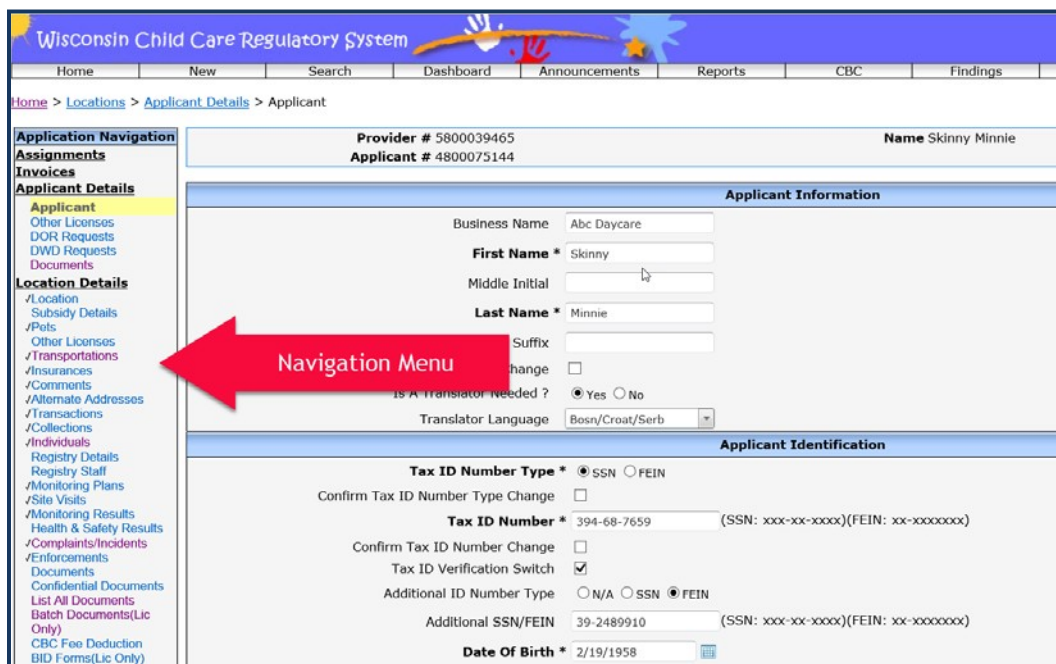 Wisconsin Child Care Regulatory System
Home New Search Dashboard Announcements Reports CBC Findings
Home > Locations > Applicant Details > Applicant
Application Navigation
Assignments
Invoices
Applicant Details
Applicant
Other Licenses
DOR Requests
DWD Requests
Documents
Location Details
√Location
Subsidy Details
√Pets
Other Licenses
√Transportations
√Insurances
√Comments
√Alternate Addresses
√Transactions
√Collections
√Individuals
Registry Details
Registry Staff
√Monitoring Plans
√Site Visits
√Monitoring Results
Health & Safety Results
√Complaints/Incidents
√Enforcements
Documents
Confidential Documents
List All Documents
Batch Documents(Lic
Only)
CBC Fee Deduction
BID Forms(Lic Only)
Navigation Menu
Provider # 5800039465 Name Skinny Minnie
Applicant # 4800075144
Applicant Information
Business Name Abc Daycare
First Name * Skinny
Middle Initial
Last Name * Minnie
Suffix
Is A Translator Needed ? Yes No
Translator Language Bosn/Croat/Serb
Applicant Identification
Tax ID Number Type * SSN FEIN
Confirm Tax ID Number Type Change
Tax ID Number * 394-68-7659 (SSN: xxx-xx-xxxx)(FEIN: xx-xxxxxxx)
Confirm Tax ID Number Change
Tax ID Verification Switch
Additional ID Number Type N/A SSN FEIN
Additional SSN/FEIN 39-2489910 (SSN: xxx-xx-xxxx)(FEIN: xx-xxxxxxx)
Date Of Birth * 2/19/1958